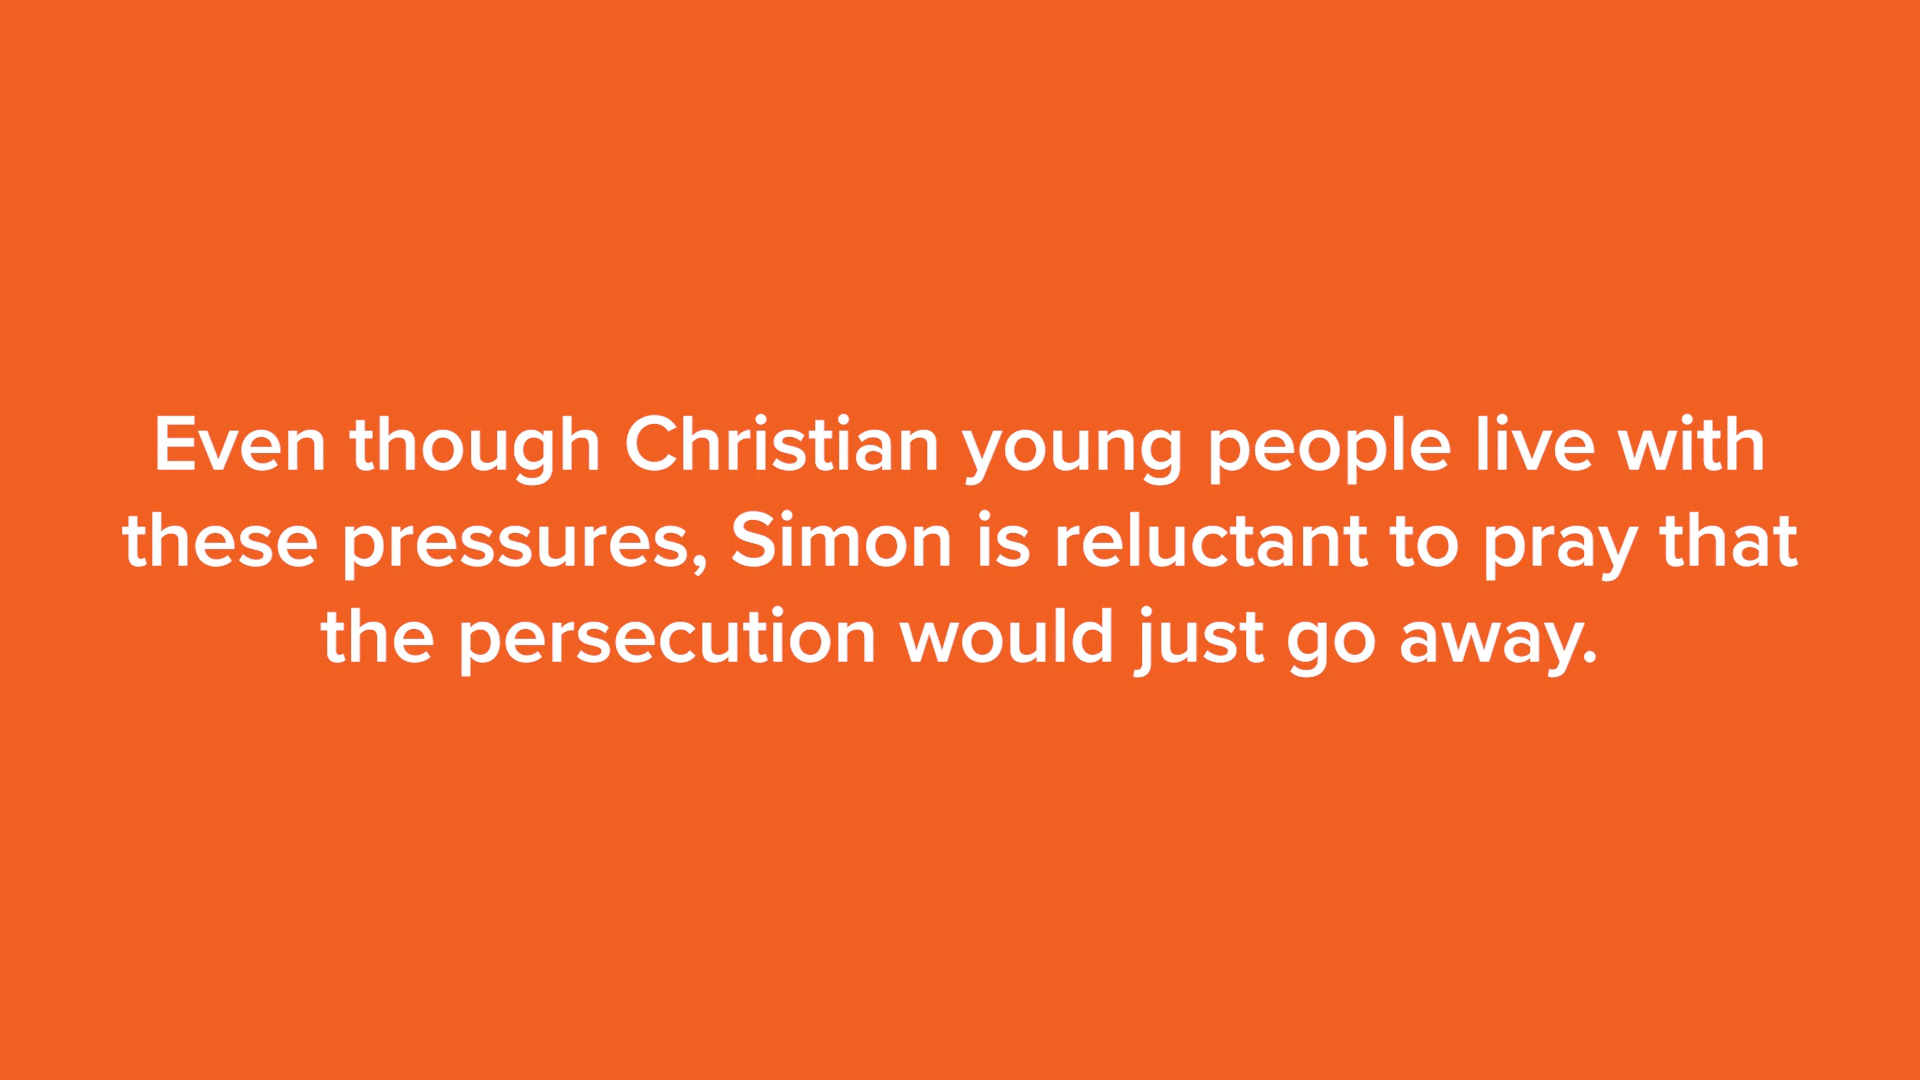 Even though Christian young people live with
these pressures, Simon is reluctant to pray that
the persecution would just go away.